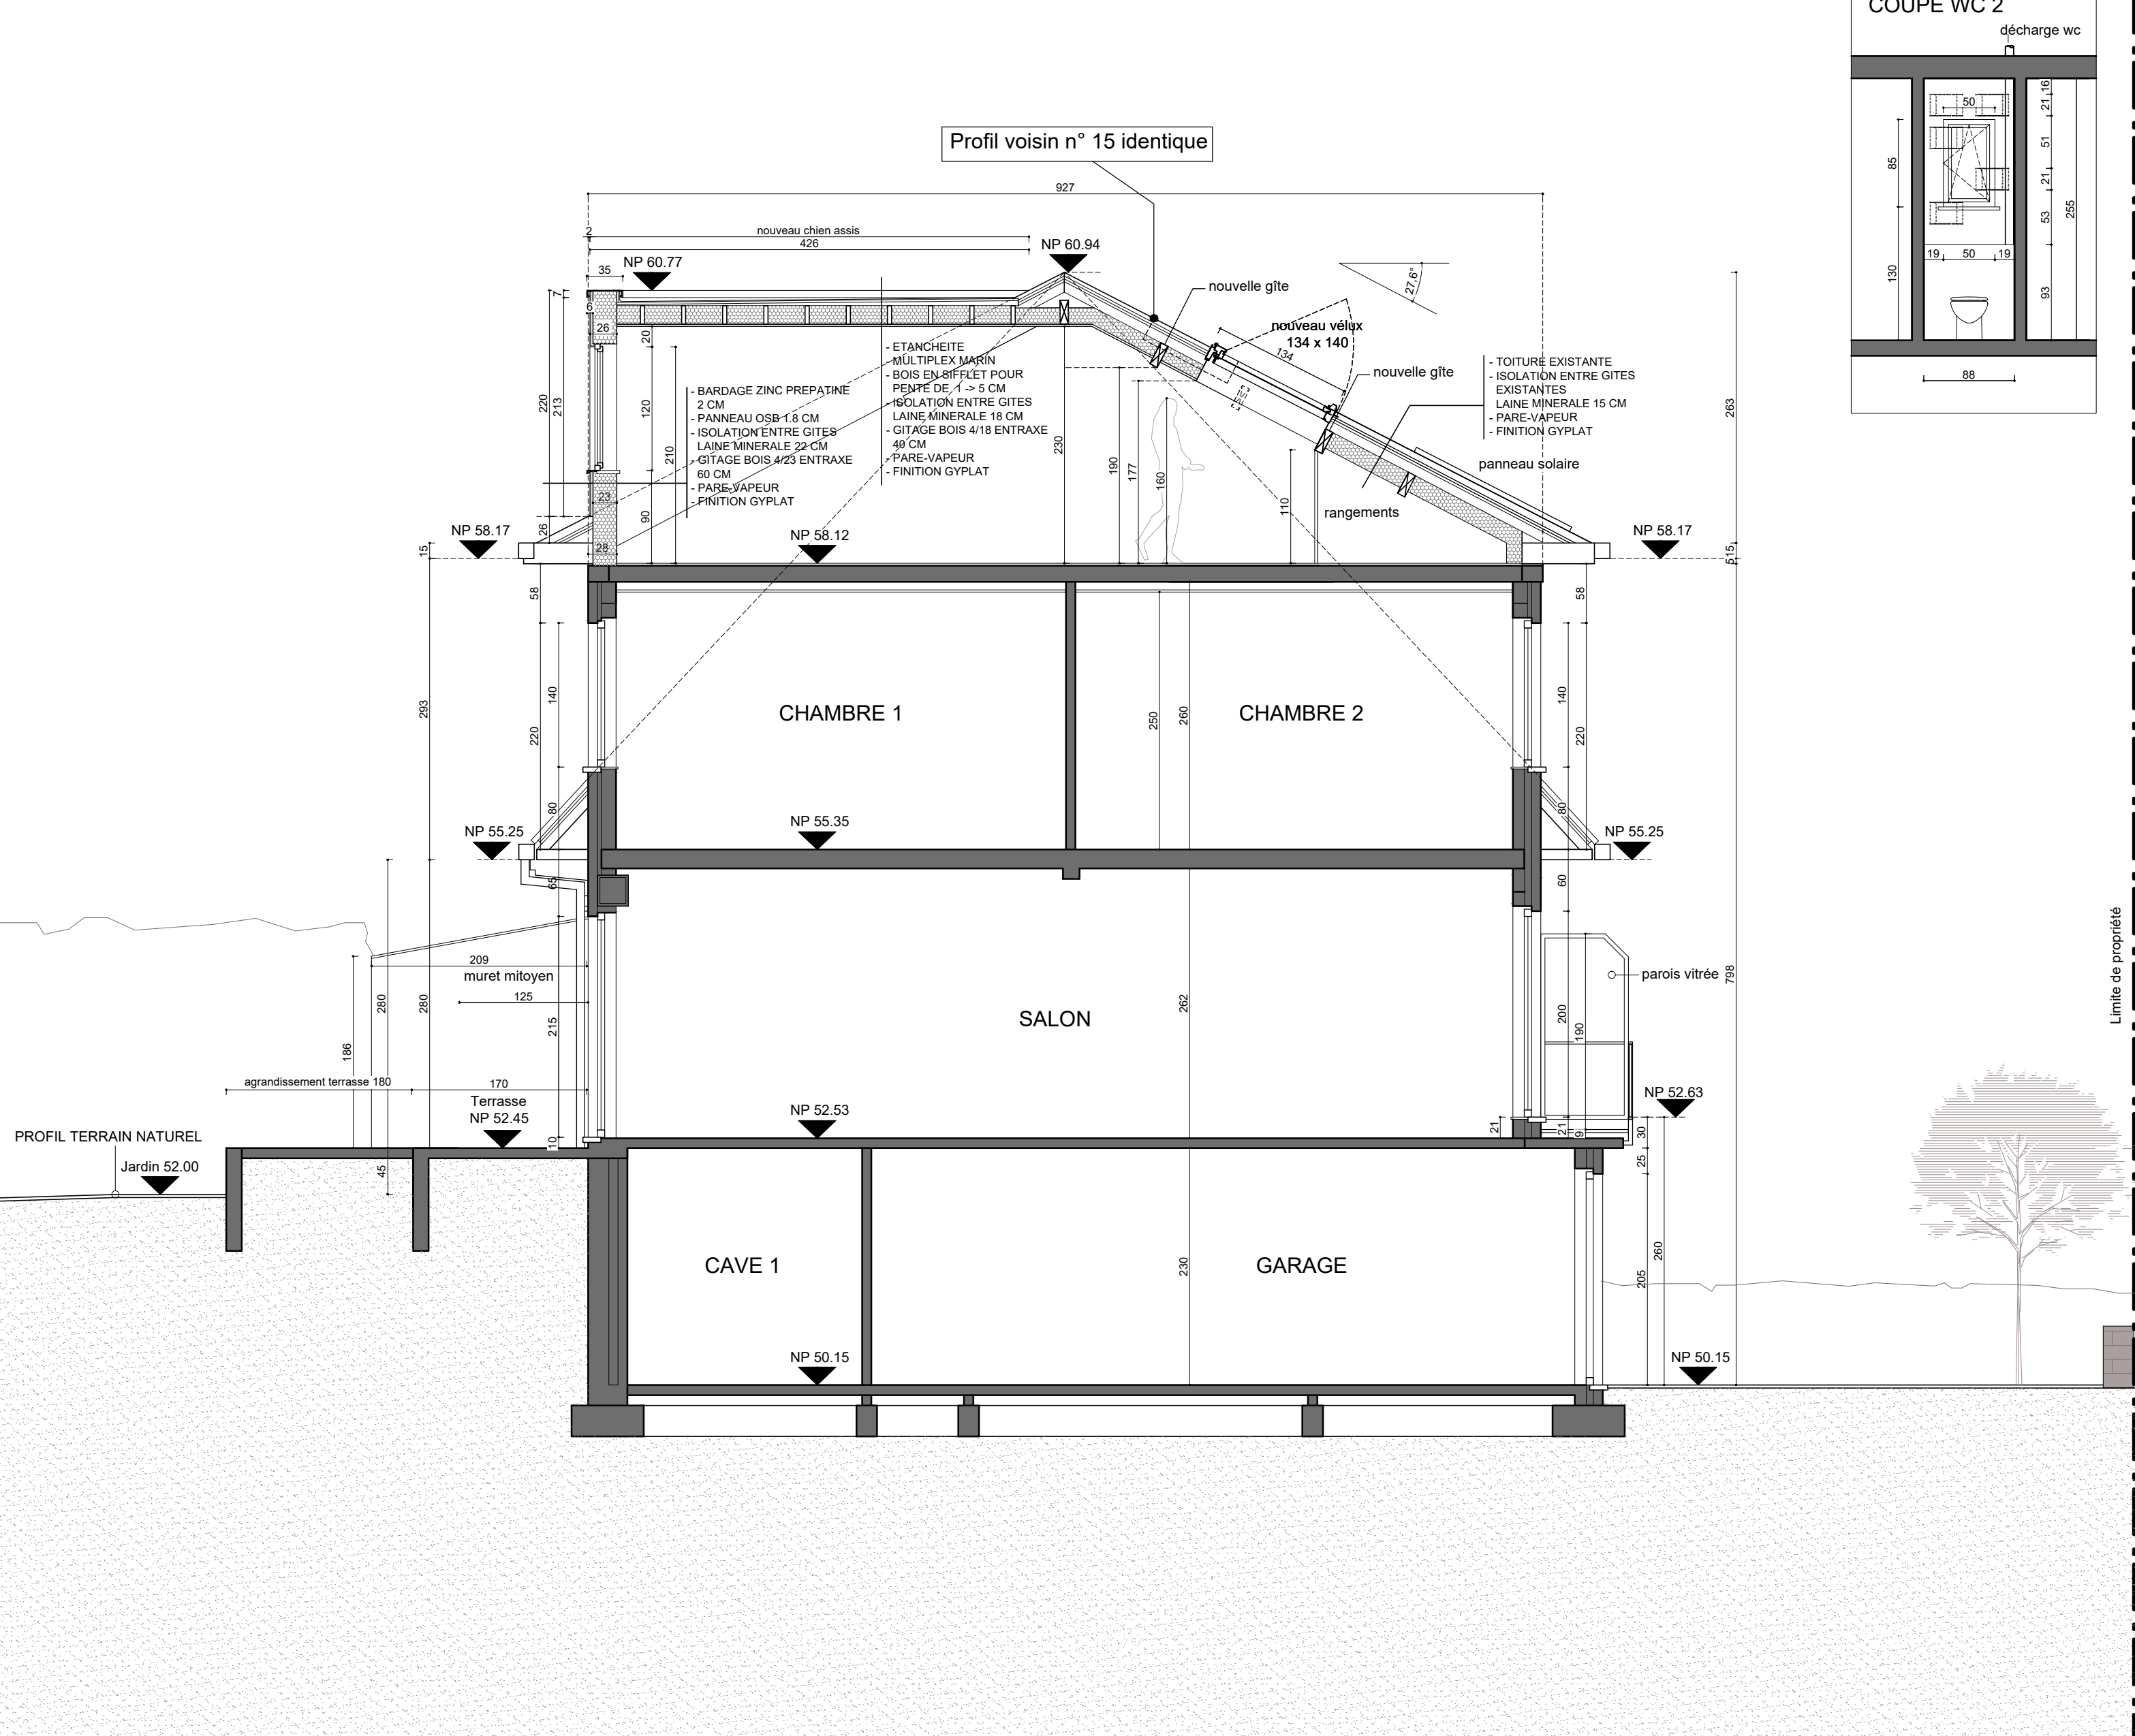 COUPE WC 2
décharge wc
16
21
50
51
85
21
53
255
19
50
19
130
93
88
Profil voisin n° 15 identique
927
2
nouveau chien assis
426
NP 60.94
NP 60.77
35
7
6
26
20
27,6°
nouvelle gîte
nouveau vélux
134 x 140
134
nouvelle gîte
- ETANCHEITE
- MULTIPLEX MARIN
- BOIS EN SIFFLET POUR
PENTE DE 1 -> 5 CM
- ISOLATION ENTRE GITES
LAINE MINERALE 18 CM
- GITAGE BOIS 4/18 ENTRAXE
40 CM
- PARE-VAPEUR
- FINITION GYPLAT
- BARDAGE ZINC PREPATINE
2 CM
- PANNEAU OSB 1.8 CM
- ISOLATION ENTRE GITES
LAINE MINERALE 22 CM
- GITAGE BOIS 4/23 ENTRAXE
60 CM
- PARE-VAPEUR
- FINITION GYPLAT
- TOITURE EXISTANTE
- ISOLATION ENTRE GITES
EXISTANTES
LAINE MINERALE 15 CM
- PARE-VAPEUR
- FINITION GYPLAT
220
213
120
210
230
190
177
160
110
263
panneau solaire
rangements
23
90
26
28
NP 58.17
NP 58.12
NP 58.17
15
15
5
58
58
293
140
220
CHAMBRE 1
250
260
CHAMBRE 2
140
220
80
80
NP 55.25
NP 55.35
NP 55.25
65
60
209
muret mitoyen
125
280
280
215
186
SALON
262
parois vitrée
798
200
190
Limite de propriété
agrandissement terrasse 180
170
Terrasse
NP 52.45
NP 52.53
NP 52.63
PROFIL TERRAIN NATUREL
Jardin 52.00
10
45
21
21
9
30
25
CAVE 1
230
GARAGE
205
260
NP 50.15
NP 50.15